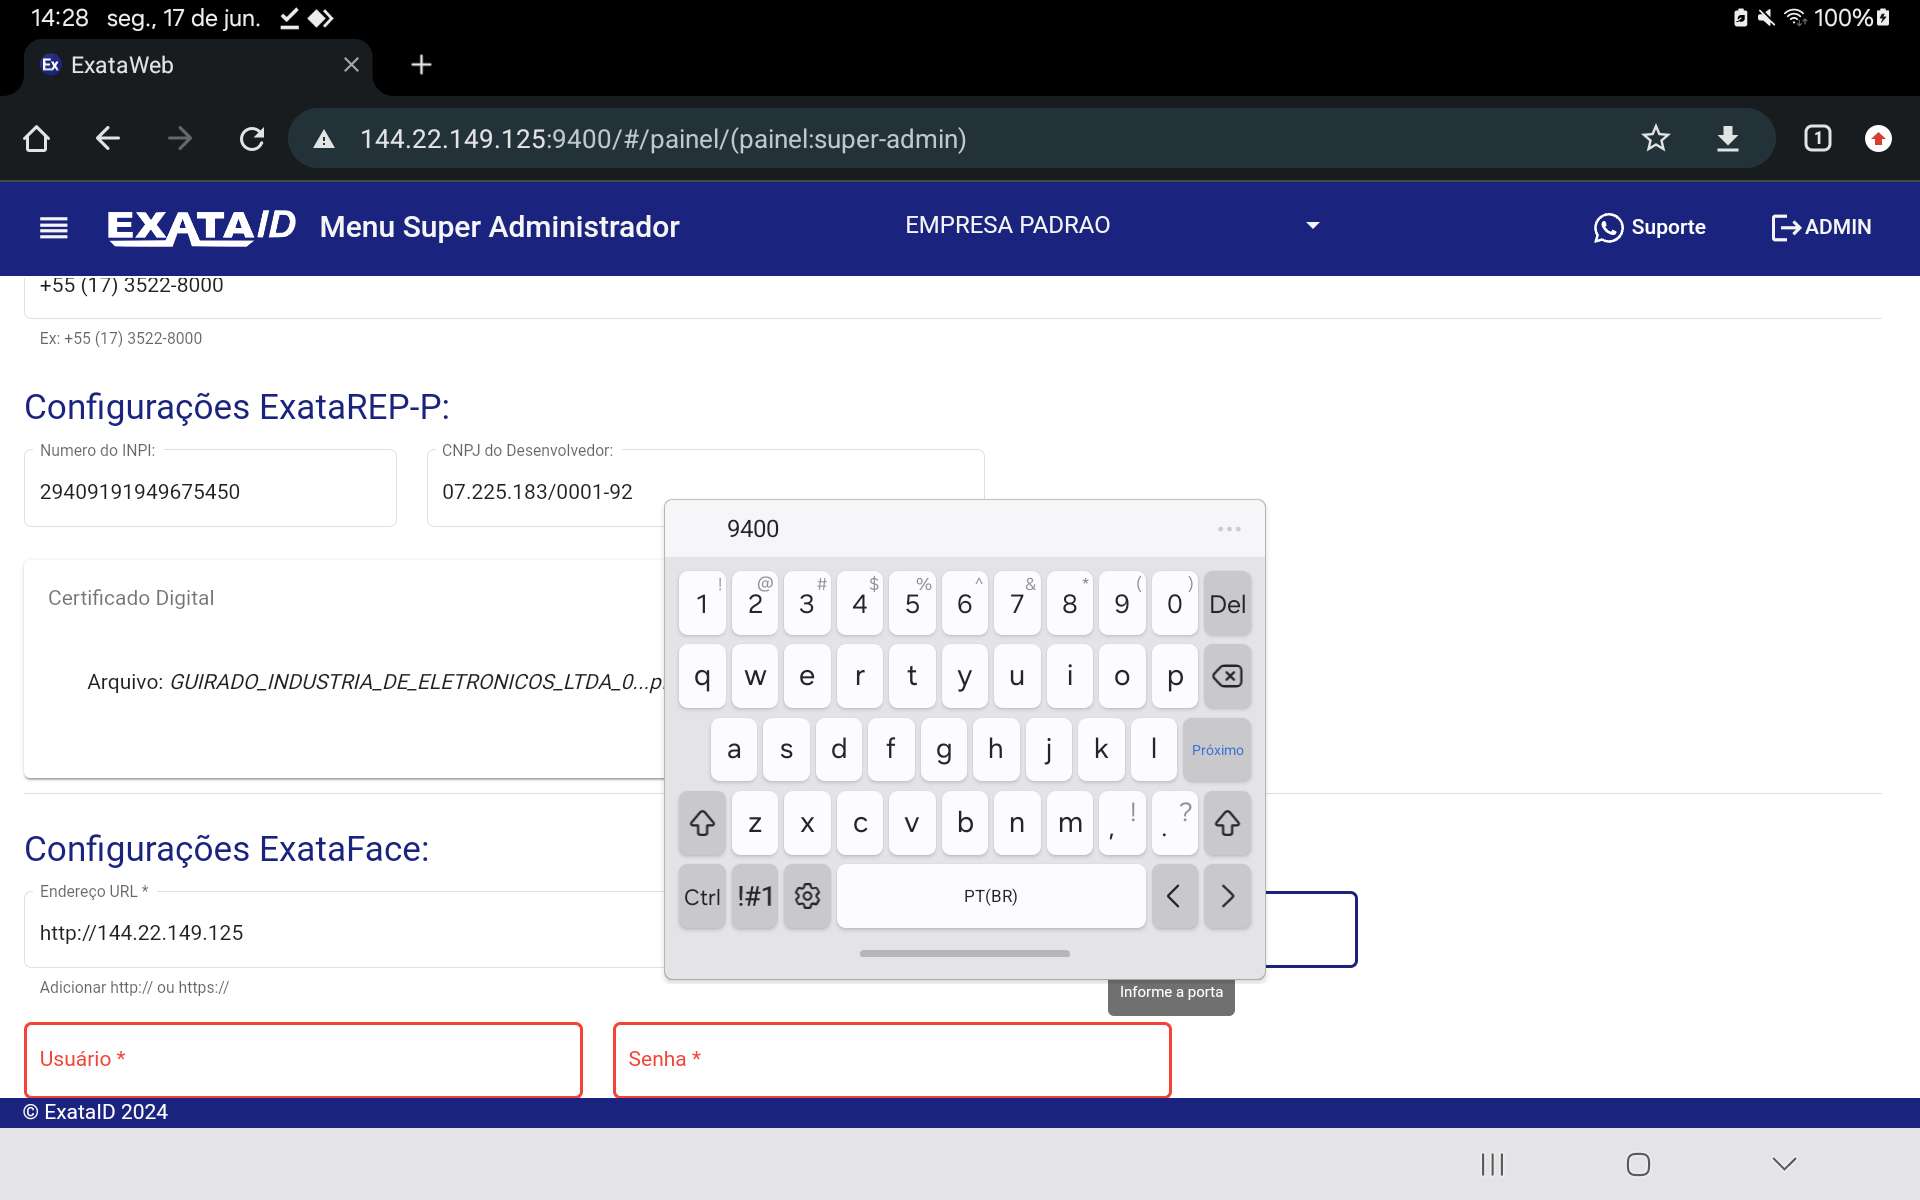 14:28 seg., 17 de jun. 100%
Ex ExataWeb
144.22.149.125:9400/#/painel/(painel:super-admin) 1
EXATA ID Menu Super Administrador EMPRESA PADRAO Suporte ADMIN
+55 (17) 3522-8000
Ex: +55 (17) 3522-8000
Configurações ExataREP-P:
Numero do INPI: CNPJ do Desenvolvedor:
29409191949675450 07.225.183/0001-92
9400
Certificado Digital
Arquivo: GUIRADO_INDUSTRIA_DE_ELETRONICOS_LTDA_0...p.
! @ # $ % ^ & * ( )
1 2 3 4 5 6 7 8 9 0 Del
q w e r t y u i o p
a s d f g h j k l Próximo
z x c v b n m , ! . ?
Ctrl !#1 PT(BR) < >
Configurações ExataFace:
Endereço URL *
http://144.22.149.125
Adicionar http:// ou https://
Informe a porta
Usuário * Senha *
© ExataID 2024